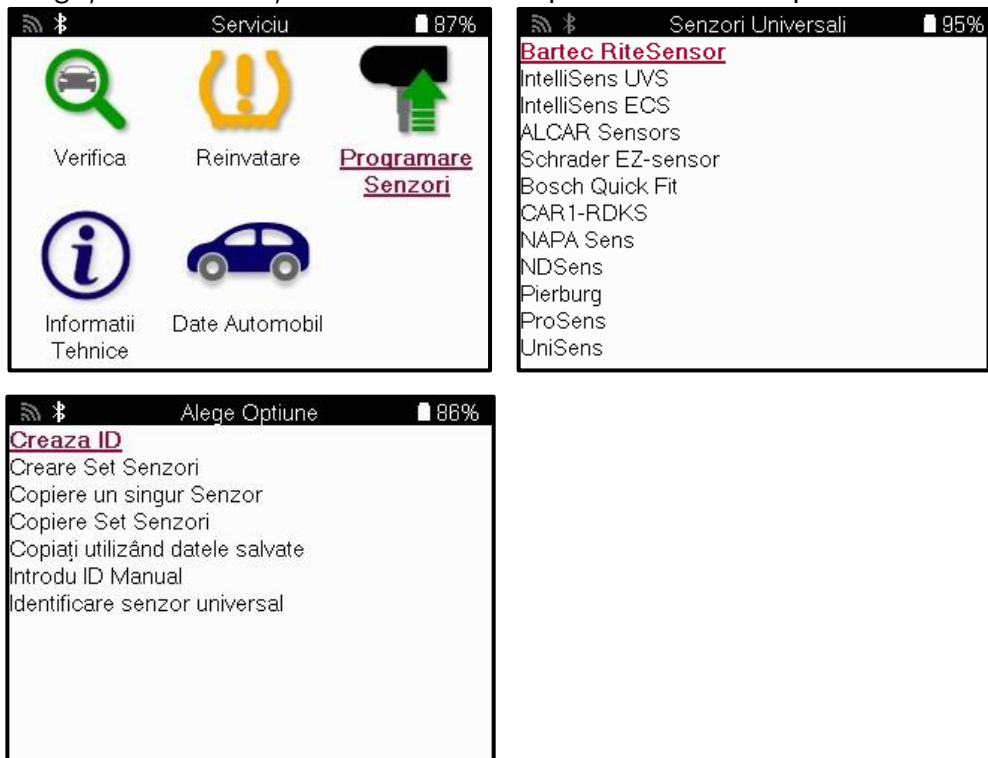 Serviciu 87%
Verifica Reinvatare Programare
Senzori
Informatii Date Automobil
Tehnice
Senzori Universali 95%
Bartec RiteSensor
IntelliSens UVS
IntelliSens ECS
ALCAR Sensors
Schrader EZ-sensor
Bosch Quick Fit
CAR1-RDKS
NAPA Sens
NDSens
Pierburg
ProSens
UniSens
Alege Optiune 86%
Creaza ID
Creare Set Senzori
Copiere un singur Senzor
Copiere Set Senzori
Copiați utilizând datele salvate
Introdu ID Manual
Identificare senzor universal